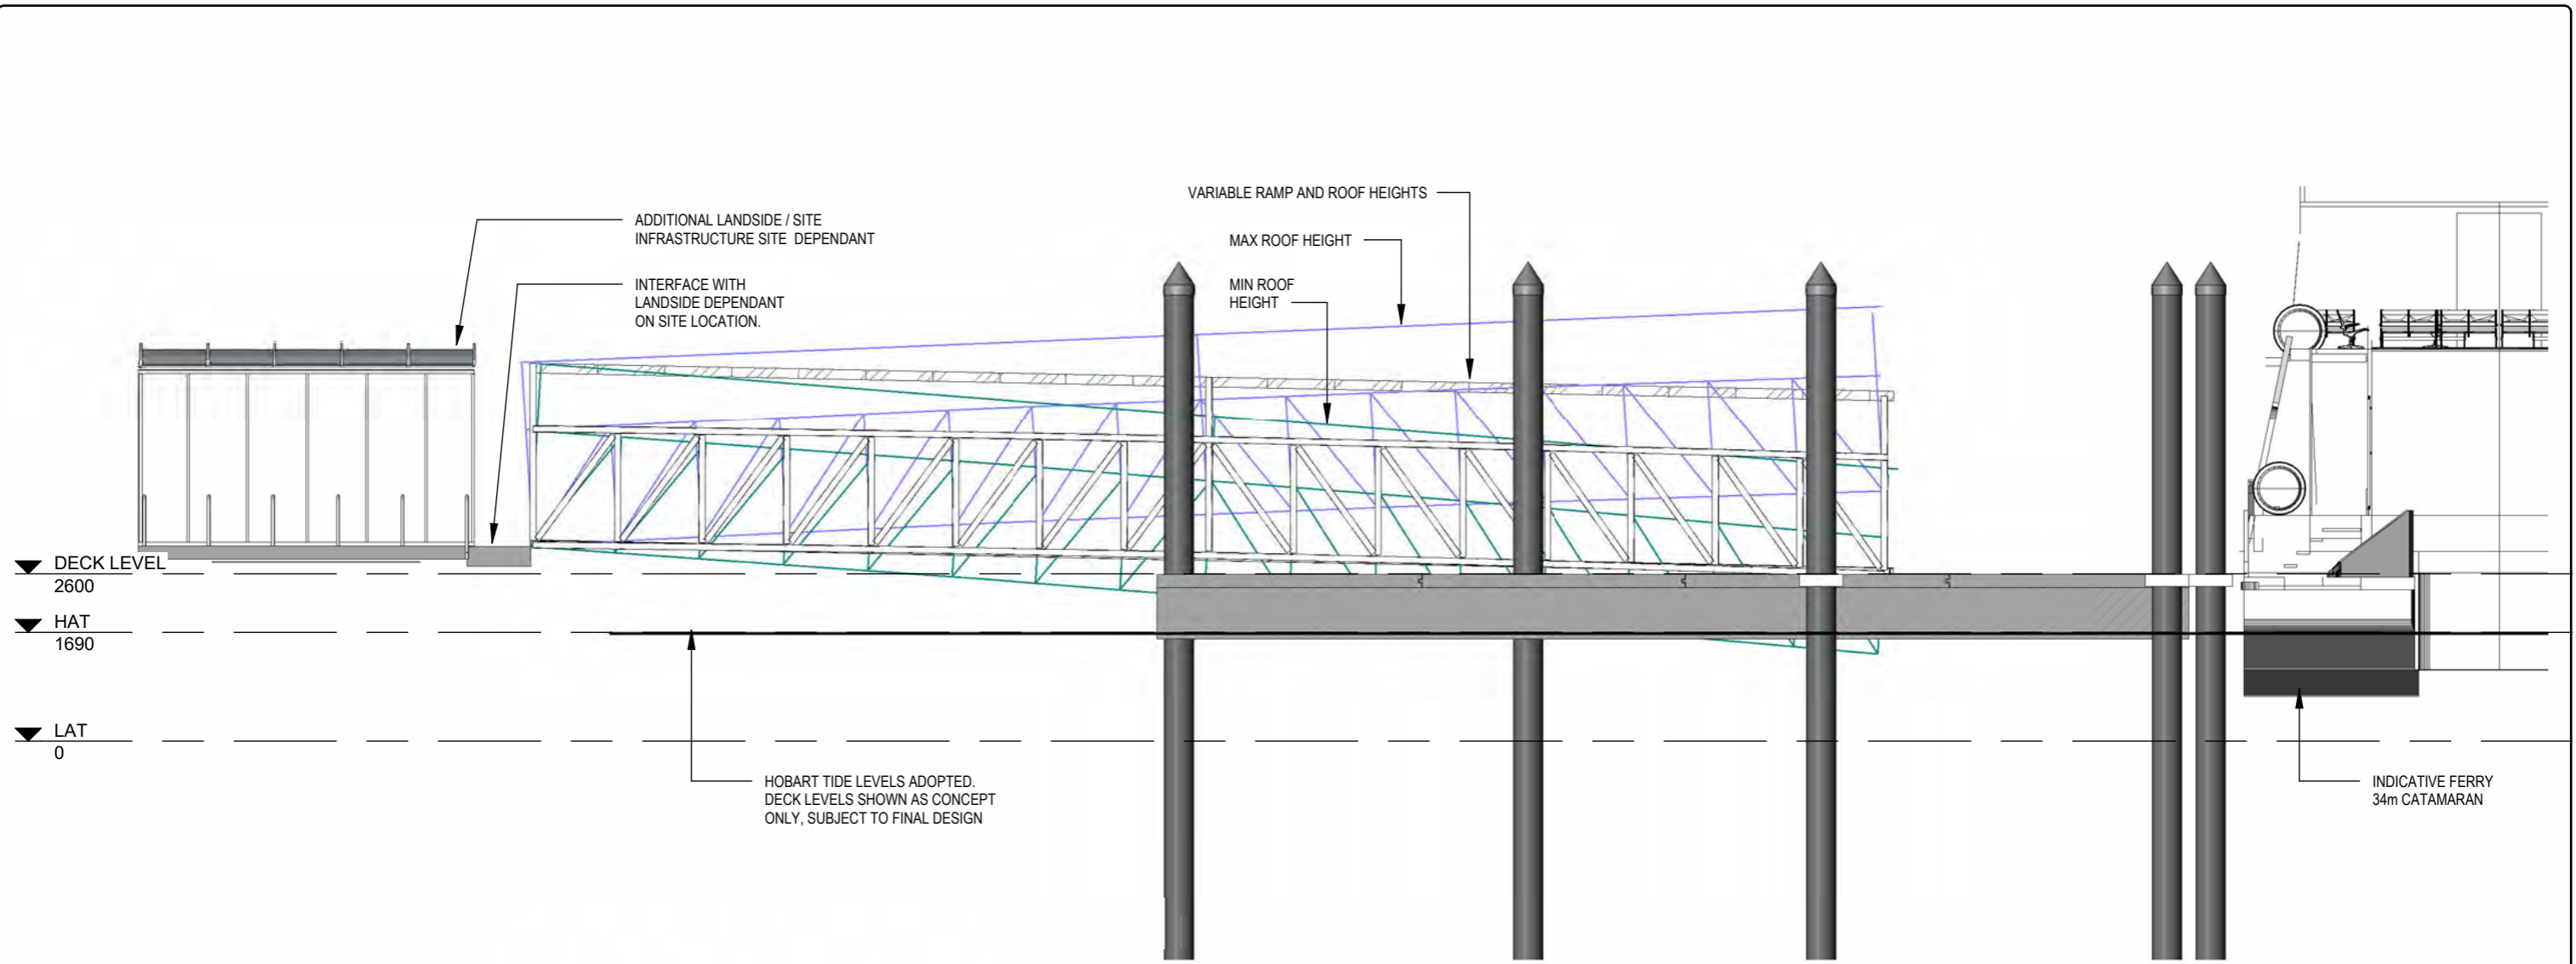 VARIABLE RAMP AND ROOF HEIGHTS
ADDITIONAL LANDSIDE / SITE
INFRASTRUCTURE SITE DEPENDANT
MAX ROOF HEIGHT
INTERFACE WITH
LANDSIDE DEPENDANT
ON SITE LOCATION.
MIN ROOF
HEIGHT
DECK LEVEL
2600
HAT
1690
LAT
0
HOBART TIDE LEVELS ADOPTED.
DECK LEVELS SHOWN AS CONCEPT
ONLY, SUBJECT TO FINAL DESIGN
INDICATIVE FERRY
34m CATAMARAN